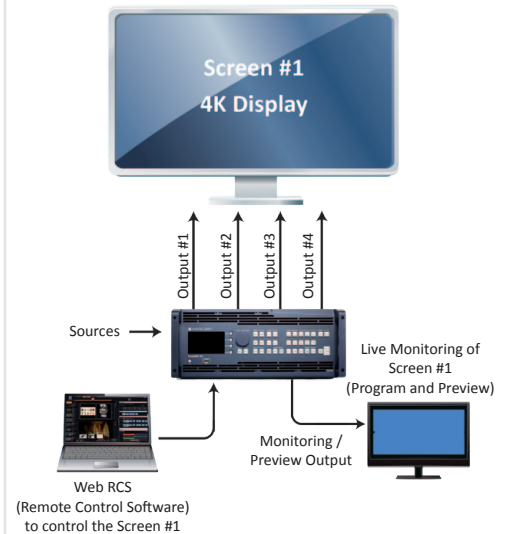 Screen #1
4K Display
Output #1
Output #2
Output #3
Output #4
Sources
Live Monitoring of
Screen #1
(Program and Preview)
Monitoring /
Preview Output
Web RCS
(Remote Control Software)
to control the Screen #1